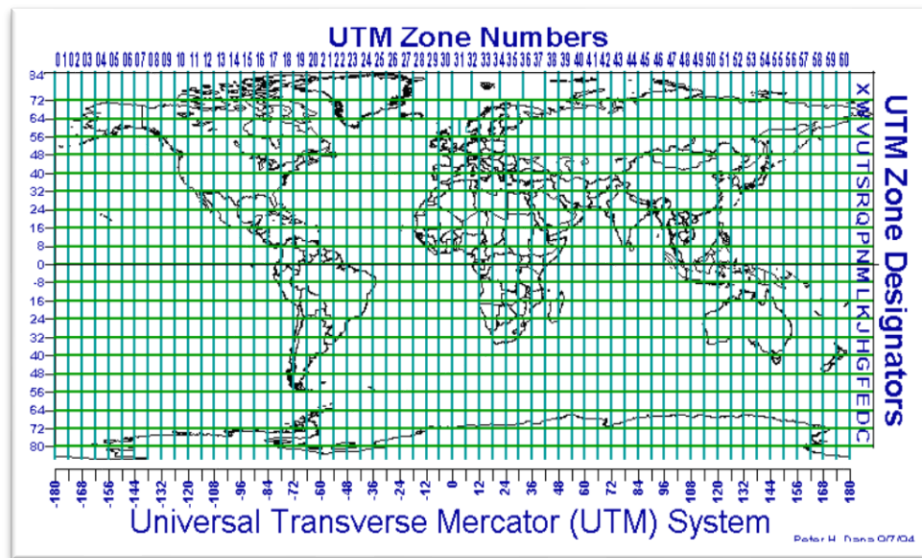 UTM Zone Numbers
01 02 03 04 05 06 07 08 09 10 11 12 13 14 15 16 17 18 19 20 21 22 23 24 25 26 27 28 29 30 31 32 33 34 35 36 37 38 39 40 41 42 43 44 45 46 47 48 49 50 51 52 53 54 55 56 57 58 59 60
84
72
64
56
48
40
32
24
16
8
0
-8
-16
-24
32
40
48
56
64
72
80
X
W
V
U
T
S
R
Q
P
N
M
L
K
J
H
G
F
E
D
C
UTM Zone Designators
-180 -168 -156 -144 -132 -120 -108 -96 -84 -72 -60 -48 -36 -24 -12 0 12 24 36 48 60 72 84 96 108 120 132 144 156 168 180
Universal Transverse Mercator (UTM) System
Peter H. Dana 9/7/94